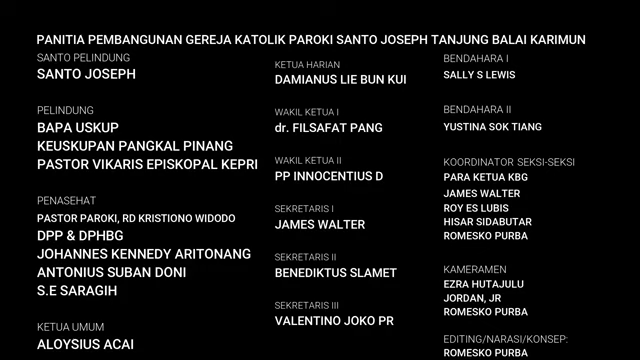 PANITIA PEMBANGUNAN GEREJA KATOLIK PAROKI SANTO JOSEPH TANJUNG BALAI KARIMUN
SANTO PELINDUNG
SANTO JOSEPH
PELINDUNG
BAPA USKUP
KEUSKUPAN PANGKAL PINANG
PASTOR VIKARIS EPISKOPAL KEPRI
PENASEHAT
PASTOR PAROKI, RD KRISTIONO WIDODO
DPP & DPHBG
JOHANNES KENNEDY ARITONANG
ANTONIUS SUBAN DONI
S.E SARAGIH
KETUA UMUM
ALOYSIUS ACAI
KETUA HARIAN
DAMIANUS LIE BUN KUI
WAKIL KETUA I
dr. FILSAFAT PANG
WAKIL KETUA II
PP INNOCENTIUS D
SEKRETARIS I
JAMES WALTER
SEKRETARIS II
BENEDIKTUS SLAMET
SEKRETARIS III
VALENTINO JOKO PR
BENDAHARA I
SALLY S LEWIS
BENDAHARA II
YUSTINA SOK TIANG
KOORDINATOR SEKSI-SEKSI
PARA KETUA KBG
JAMES WALTER
ROY ES LUBIS
HISAR SIDABUTAR
ROMESKO PURBA
KAMERAMEN
EZRA HUTAJULU
JORDAN, JR
ROMESKO PURBA
EDITING/NARASI/KONSEP:
ROMESKO PURBA